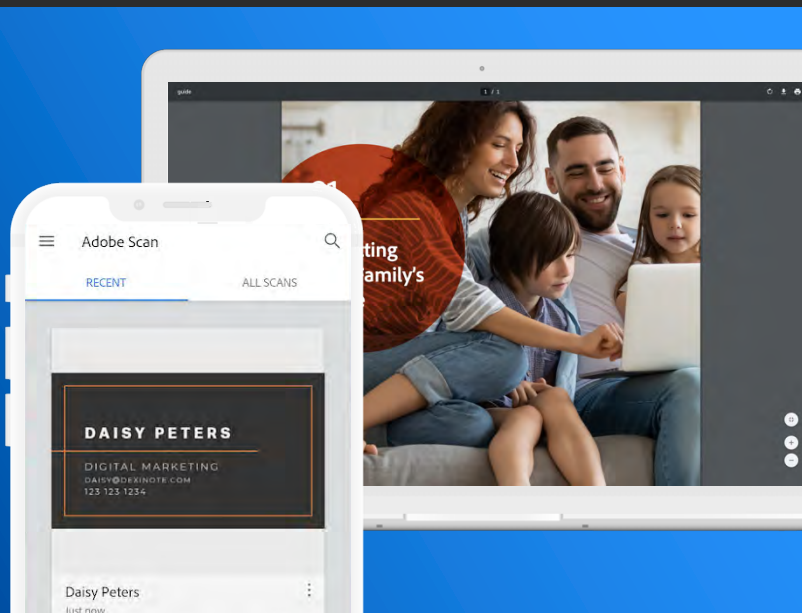 guide
1 / 1
ting
amily's
Adobe Scan
RECENT
ALL SCANS
DAISY PETERS
DIGITAL MARKETING
DAISY@DEXINOTE.COM
123 123 1234
Daisy Peters
Just now